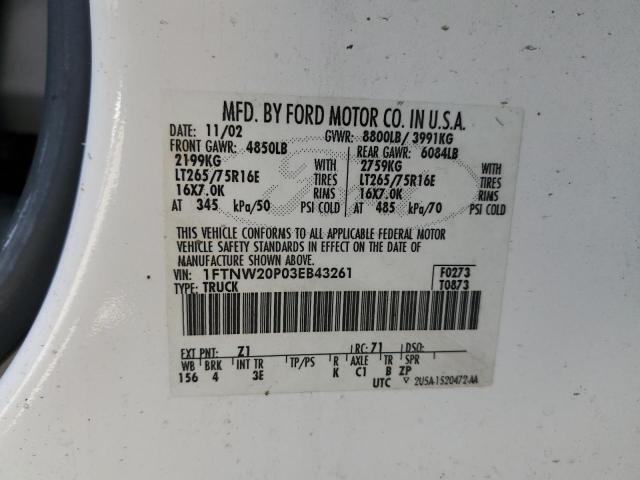 MFD. BY FORD MOTOR CO. IN U.S.A.
DATE: 11/02 GVWR: 8800LB/ 3991KG
FRONT GAWR: 4850LB REAR GAWR: 6084LB
2199KG WITH 2759KG WITH
LT265/75R16E TIRES LT265/75R16E TIRES
16X7.0K RIMS 16X7.0K RIMS
AT 345 kPa/50 PSI COLD AT 485 kPa/70 PSI COLD
THIS VEHICLE CONFORMS TO ALL APPLICABLE FEDERAL MOTOR
VEHICLE SAFETY STANDARDS IN EFFECT ON THE DATE OF
MANUFACTURE SHOWN ABOVE.
VIN: 1FTNW20P03EB43261 F0273
TYPE: TRUCK T0873
EXT PNT: Z1 RC: 71 DSO:
WB BRK INT TR TP/PS R AXLE TR SPR
156 4 3E K C1 B ZP
UTC 2U5A-1520472-AA